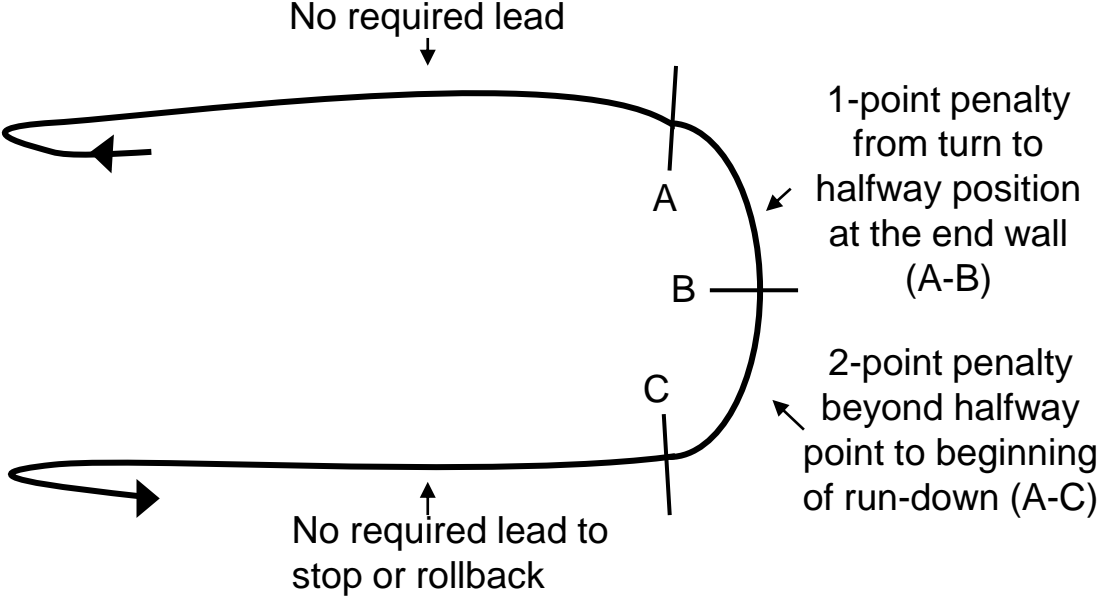 No required lead
1-point penalty
from turn to
halfway position
at the end wall
(A-B)
A
B
C
2-point penalty
beyond halfway
point to beginning
of run-down (A-C)
No required lead to
stop or rollback